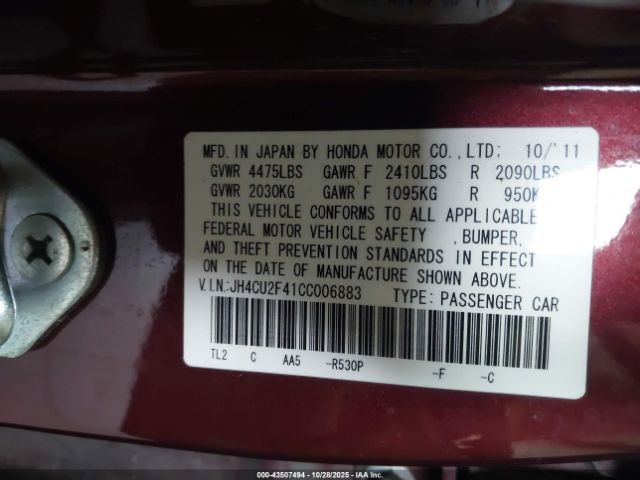 MFD. IN JAPAN BY HONDA MOTOR CO., LTD: 10/'11
GVWR 4475LBS GAWR F 2410LBS R 2090LBS
GVWR 2030KG GAWR F 1095KG R 950K
THIS VEHICLE CONFORMS TO ALL APPLICABLE
FEDERAL MOTOR VEHICLE SAFETY , BUMPER,
AND THEFT PREVENTION STANDARDS IN EFFECT
ON THE DATE OF MANUFACTURE SHOWN ABOVE.
V.I.N:JH4CU2F41CC006883 TYPE: PASSENGER CAR
TL2 C AA5 -R530P -F -C
000-43507494 - 10/28/2025 - IAAI.COM